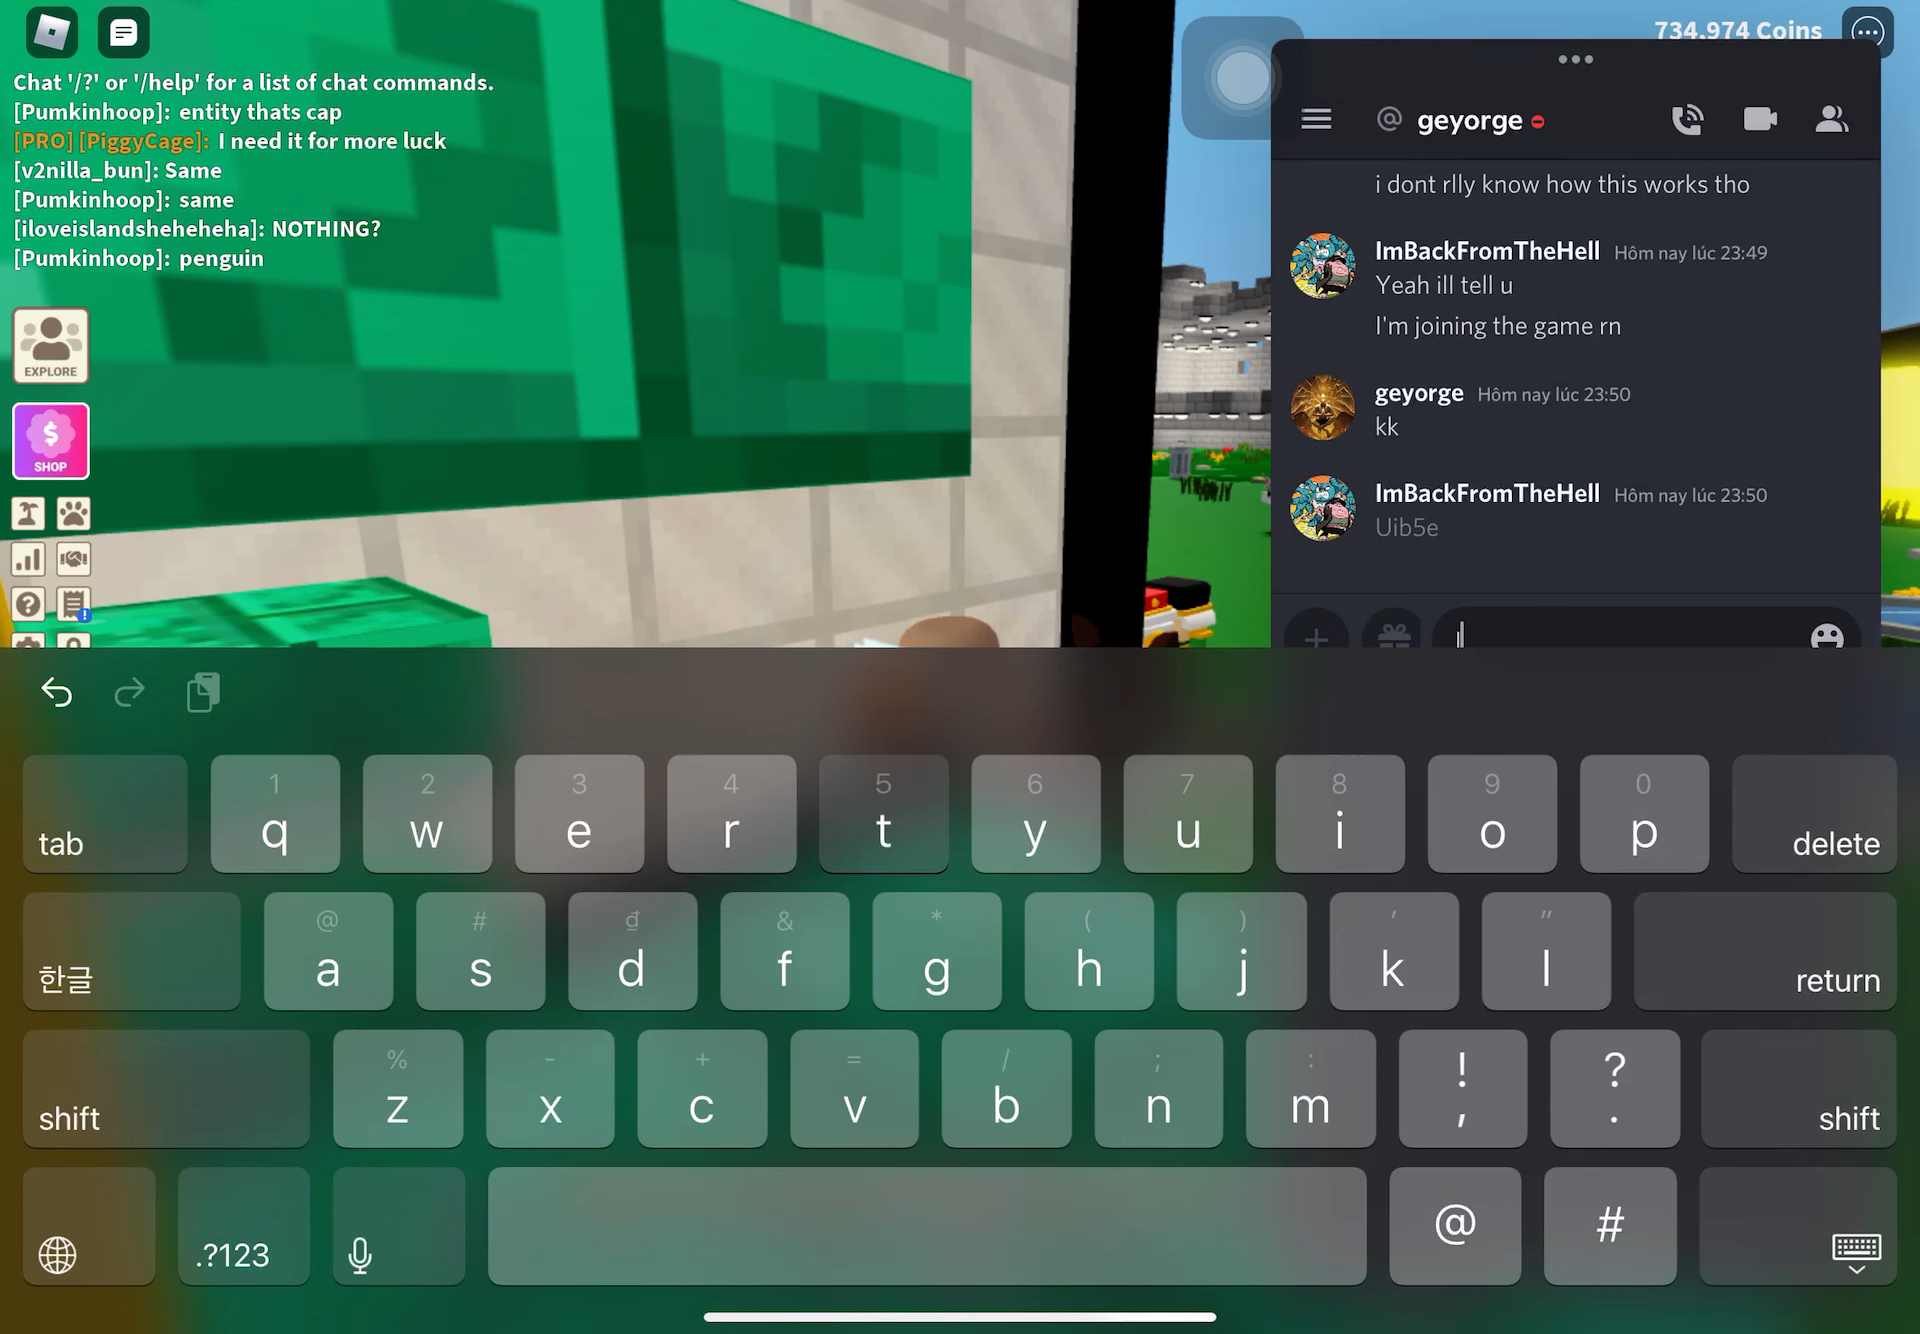 734,974 Coins
Chat '/?' or '/help' for a list of chat commands.
[Pumkinhoop]: entity thats cap
[PRO] [PiggyCage]: I need it for more luck
[v2nilla_bun]: Same
[Pumkinhoop]: same
[iloveislandsheheheha]: NOTHING?
[Pumkinhoop]: penguin
EXPLORE
$
SHOP
@ geyorge
i dont rlly know how this works tho
ImBackFromTheHell Hôm nay lúc 23:49
Yeah ill tell u
I'm joining the game rn
geyorge Hôm nay lúc 23:50
kk
ImBackFromTheHell Hôm nay lúc 23:50
Uib5e
1 2 3 4 5 6 7 8 9 0
tab q w e r t y u i o p delete
@ # đ & * ( ) ' "
한글 a s d f g h j k l return
% - + = / ; : ! ?
shift z x c v b n m , . shift
.?123 @ #